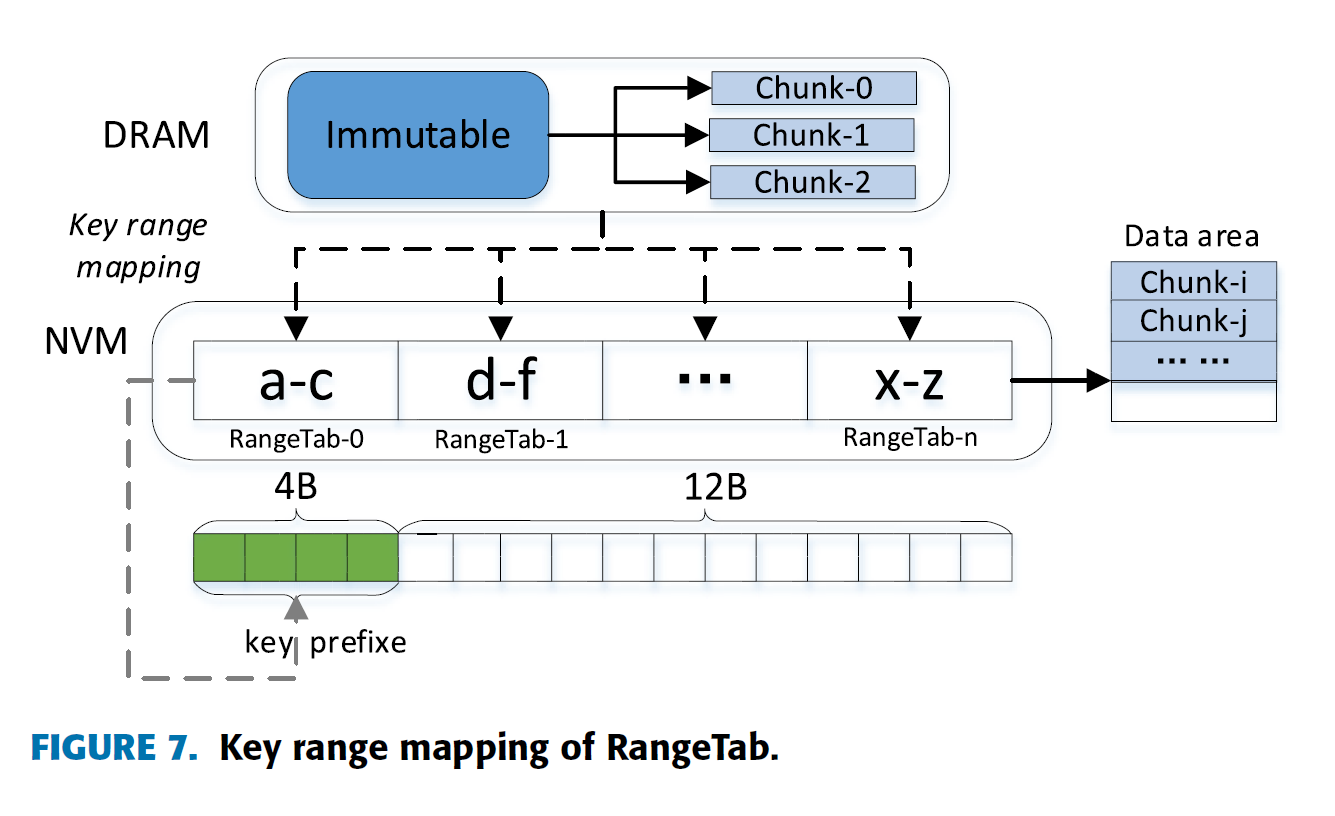 DRAM
Immutable
Chunk-0
Chunk-1
Chunk-2
Key range
mapping
Data area
Chunk-i
Chunk-j
... ...
NVM
a-c
d-f
...
x-z
RangeTab-0
RangeTab-1
RangeTab-n
4B
12B
key prefixe
FIGURE 7. Key range mapping of RangeTab.